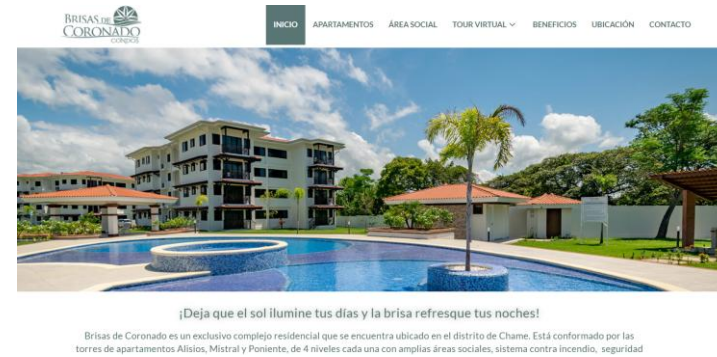 BRISAS DE
CORONADO
CONDOS
INICIO APARTAMENTOS ÁREA SOCIAL TOUR VIRTUAL BENEFICIOS UBICACIÓN CONTACTO
¡Deja que el sol ilumine tus días y la brisa refresque tus noches!
Brisas de Coronado es un exclusivo complejo residencial que se encuentra ubicado en el distrito de Chame. Está conformado por las
torres de apartamentos Alisios, Mistral y Poniente, de 4 niveles cada una con amplias áreas sociales, sistema contra incendio, seguridad